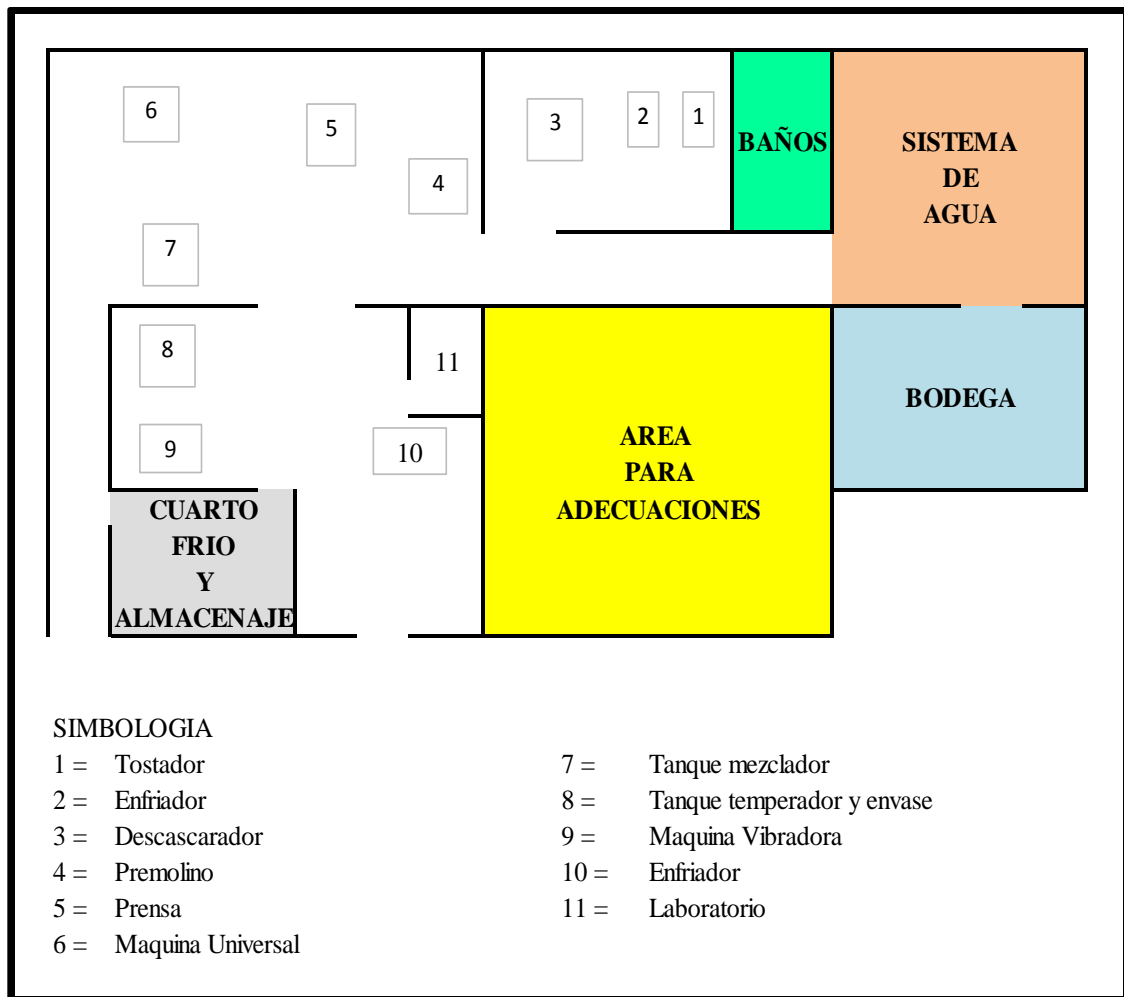 6
5
3
2
1
4
BAÑOS
SISTEMA
DE
AGUA
7
8
11
9
10
AREA
PARA
ADECUACIONES
BODEGA
CUARTO
FRIO
Y
ALMACENAJE
SIMBOLOGIA
1 = Tostador
2 = Enfriador
3 = Descascarador
4 = Premolino
5 = Prensa
6 = Maquina Universal
7 = Tanque mezclador
8 = Tanque temperador y envase
9 = Maquina Vibradora
10 = Enfriador
11 = Laboratorio